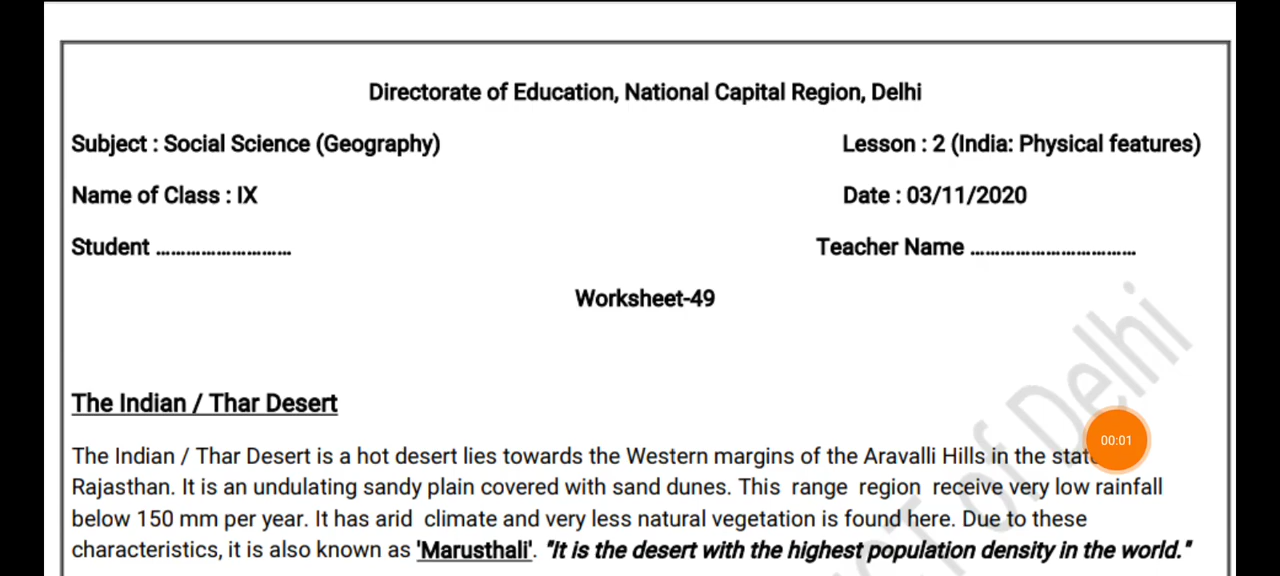 Directorate of Education, National Capital Region, Delhi
Subject : Social Science (Geography) Lesson : 2 (India: Physical features)
Name of Class : IX Date : 03/11/2020
Student ........................... Teacher Name .................................
Worksheet-49
The Indian / Thar Desert
The Indian / Thar Desert is a hot desert lies towards the Western margins of the Aravalli Hills in the
Rajasthan. It is an undulating sandy plain covered with sand dunes. This range region receive very low rainfall
below 150 mm per year. It has arid climate and very less natural vegetation is found here. Due to these
characteristics, it is also known as 'Marusthali'. "It is the desert with the highest population density in the world."
of Delhi
00:01